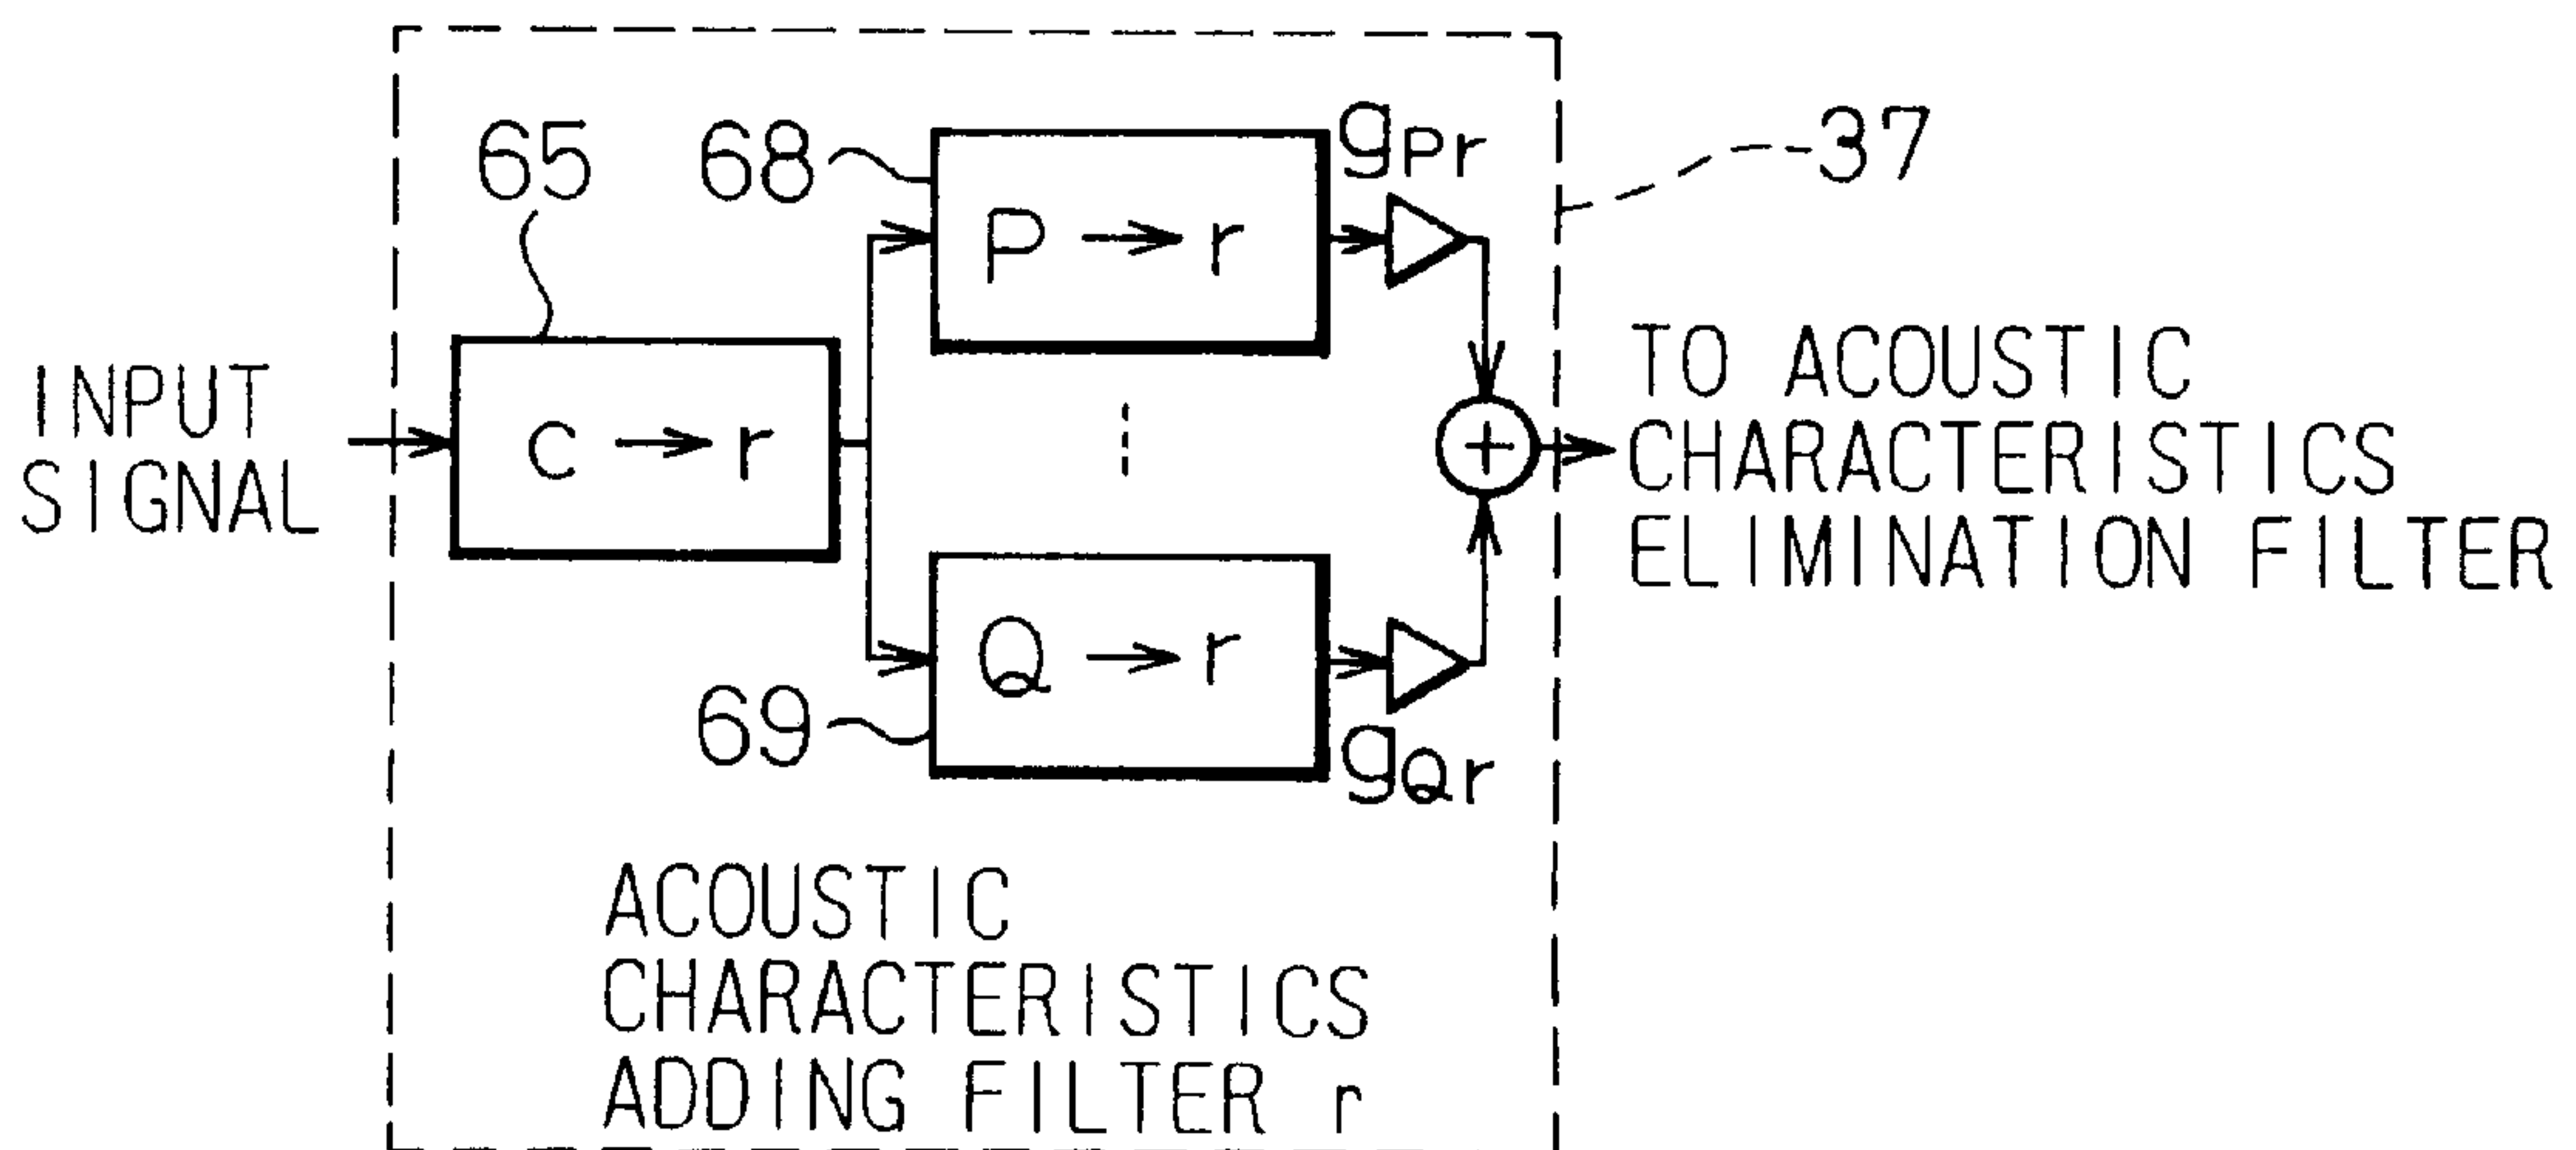 65
68
gPr
37
P → r
INPUT
SIGNAL
c → r
+
TO ACOUSTIC
CHARACTERISTICS
ELIMINATION FILTER
Q → r
69
gQr
ACOUSTIC
CHARACTERISTICS
ADDING FILTER r